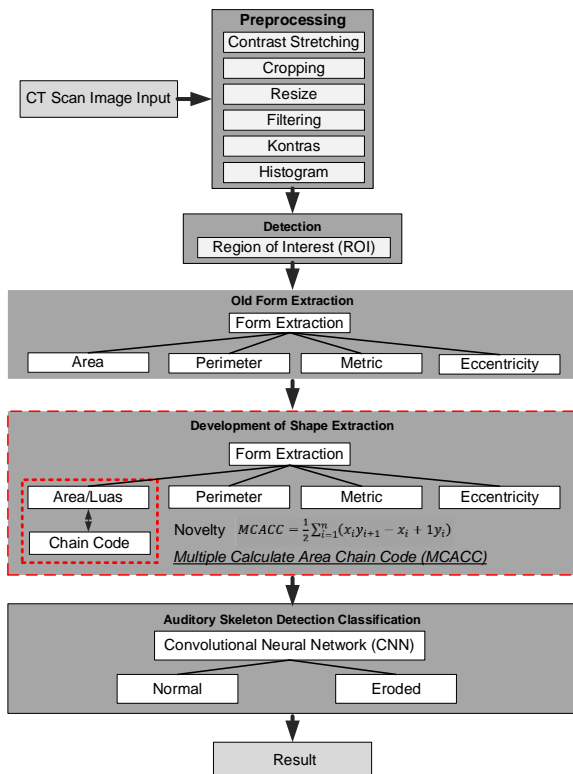 Preprocessing
Contrast Stretching
Cropping
CT Scan Image Input
Resize
Filtering
Kontras
Histogram
Detection
Region of Interest (ROI)
Old Form Extraction
Form Extraction
Area Perimeter Metric Eccentricity
Development of Shape Extraction
Form Extraction
Area/Luas Perimeter Metric Eccentricity
Chain Code
Novelty MCACC = \frac{1}{2} \sum_{i=1}^{n} (x_i y_{i+1} − x_i + 1y_i)
Multiple Calculate Area Chain Code (MCACC)
Auditory Skeleton Detection Classification
Convolutional Neural Network (CNN)
Normal Eroded
Result